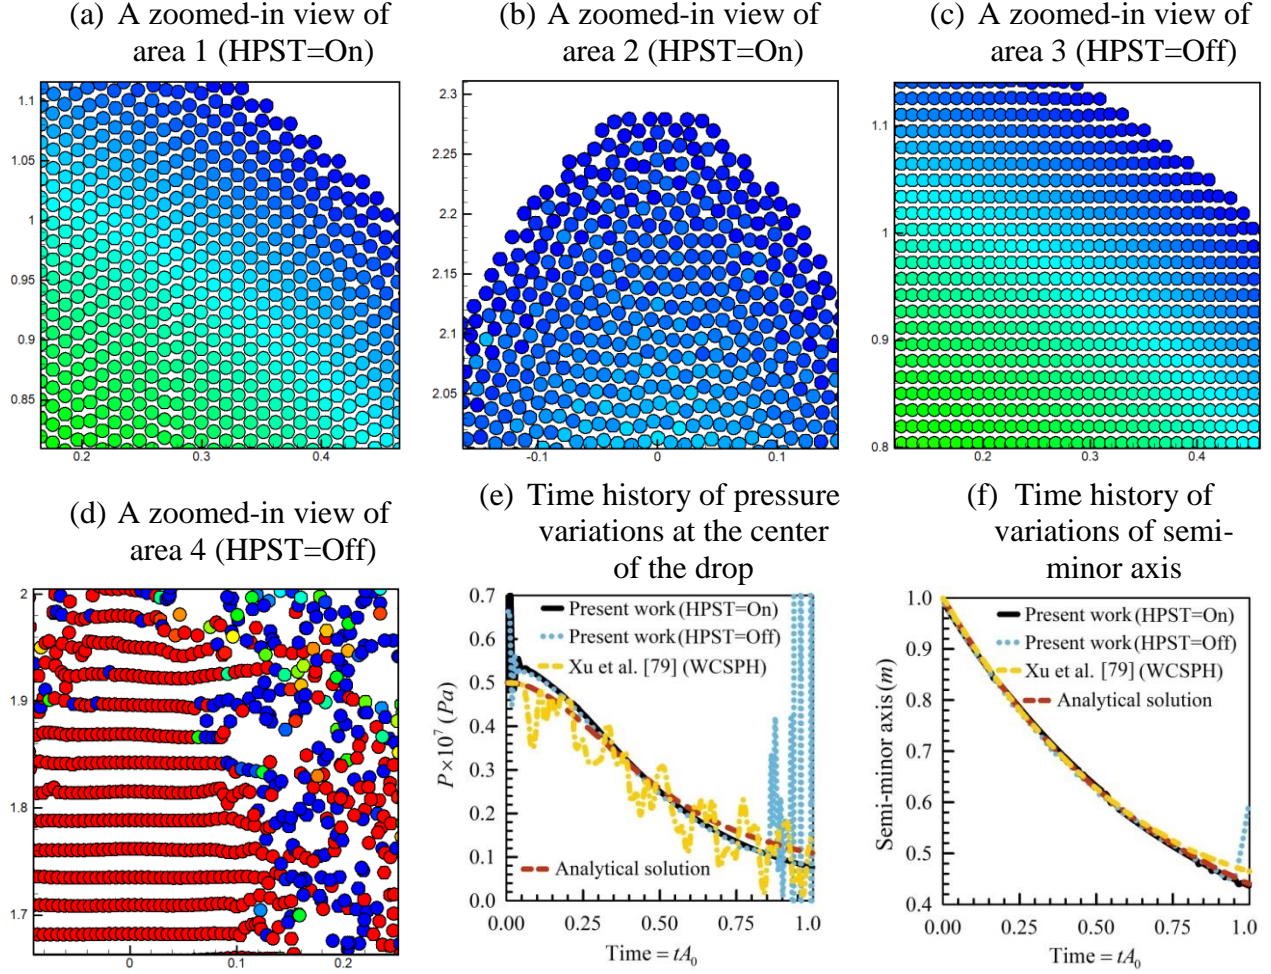 (a) A zoomed-in view of
area 1 (HPST=On)
(b) A zoomed-in view of
area 2 (HPST=On)
(c) A zoomed-in view of
area 3 (HPST=Off)
1.1
1.05
1
0.95
0.9
0.85
0.2
0.3
0.4
2.3
2.25
2.2
2.15
2.1
2.05
-0.1
0
0.1
1.1
1
0.9
0.8
0.2
0.3
0.4
(d) A zoomed-in view of
area 4 (HPST=Off)
(e) Time history of pressure
variations at the center
of the drop
(f) Time history of
variations of semi-
minor axis
2
1.9
1.8
1.7
0
0.1
0.2
P×10⁷ (Pa)
0.7
0.6
0.5
0.4
0.3
0.2
0.1
0.0
Present work (HPST=On)
Present work (HPST=Off)
Xu et al. [79] (WCSPH)
Analytical solution
0.00
0.25
0.50
0.75
1.0
Time = tA₀
Semi-minor axis (m)
1.0
0.9
0.8
0.7
0.6
0.5
0.4
Present work (HPST=On)
Present work (HPST=Off)
Xu et al. [79] (WCSPH)
Analytical solution
0.00
0.25
0.50
0.75
1.0
Time = tA₀